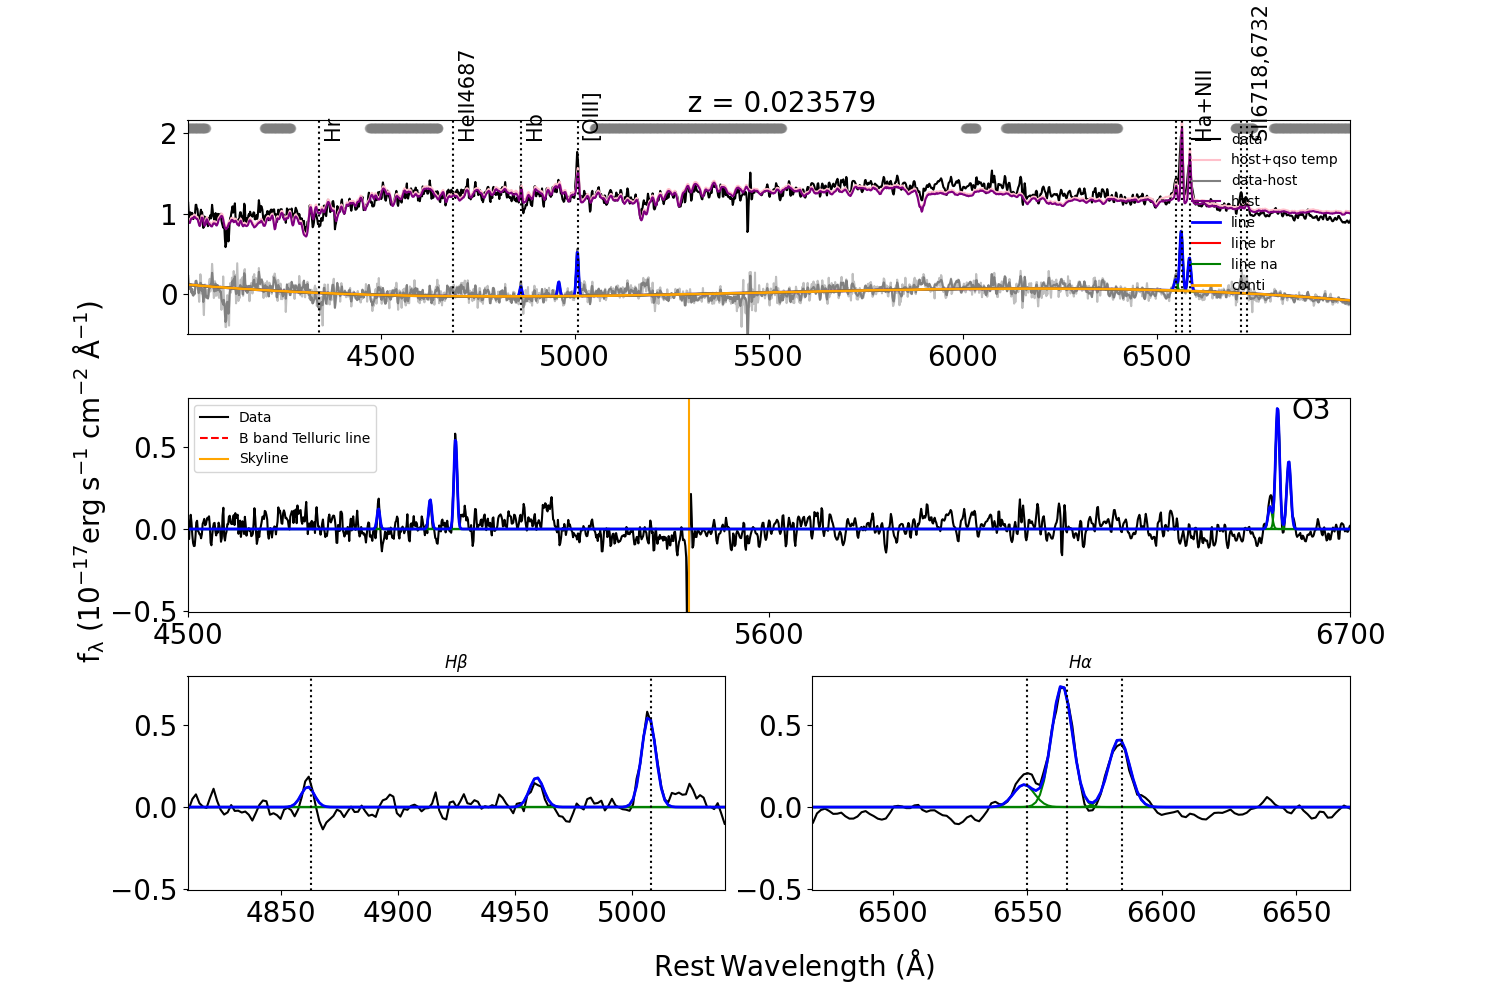 z = 0.023579
Hr
HeII4687
Hb
[OIII]
Ha+NII
SII6718,6732
data
host+qso temp
data-host
host
line
line br
line na
conti
2
1
0
4500 5000 5500 6000 6500
fλ (10⁻¹⁷erg s⁻¹ cm⁻² Å⁻¹)
Data
B band Telluric line
Skyline
O3
0.5
0.0
−0.5
4500 5600 6700
Hβ
0.5
0.0
−0.5
4850 4900 4950 5000
Hα
0.5
0.0
−0.5
6500 6550 6600 6650
Rest Wavelength (Å)